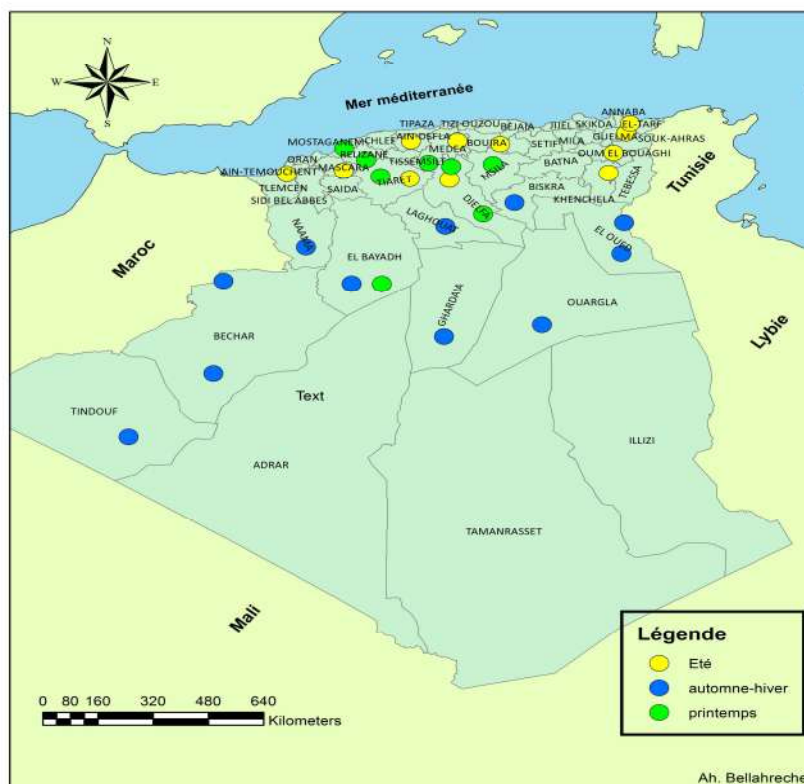 N
W E
S
Mer méditerranée
ANNABA
TIPAZA TIZI OUZOU BEJAIA JIJEL SKIKDA EL-TARF
MOSTAGANEM CHLEF AIN-DEFLA BOUIRA GUELMA SOUK-AHRAS
MEDEA SETIF MILA
ORAN RELIZANE TISSEMSILT MSILA BATNA OUM EL BOUAGHI
AIN-TEMOUCHENT MASCARA TIARET TEBESSA
TLEMCEN SAIDA BISKRA KHENCHELA
SIDI BEL ABBES
DJELFA
LAGHOUAT
NAAMA
EL OUED
Tunisie
Maroc
EL BAYADH
GHARDAIA
OUARGLA
BECHAR
Lybie
Text
TINDOUF
ILLIZI
ADRAR
TAMANRASSET
Mali
Légende
Eté
automne-hiver
printemps
0 80 160 320 480 640
Kilometers
Ah. Bellahreche